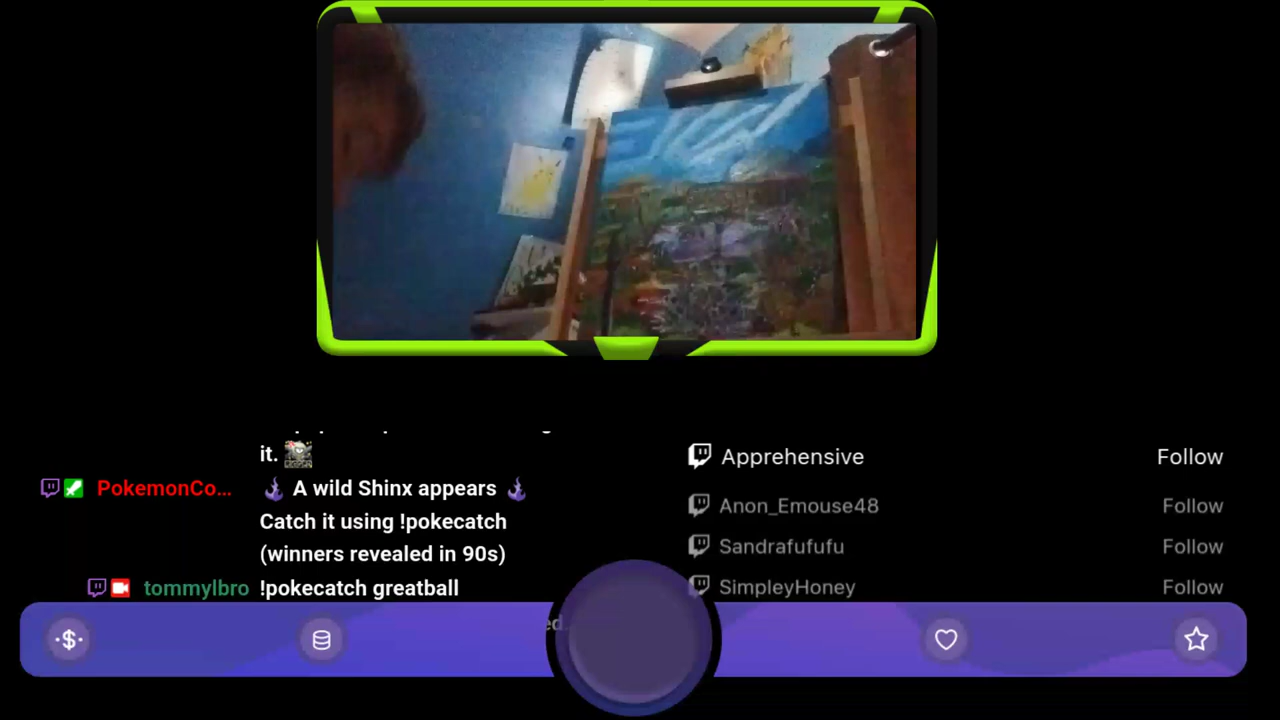 it.
PokemonCo... A wild Shinx appears
Catch it using !pokecatch
(winners revealed in 90s)
tommylbro !pokecatch greatball
Apprehensive Follow
Anon_Emouse48 Follow
Sandrafufufu Follow
SimpleyHoney Follow